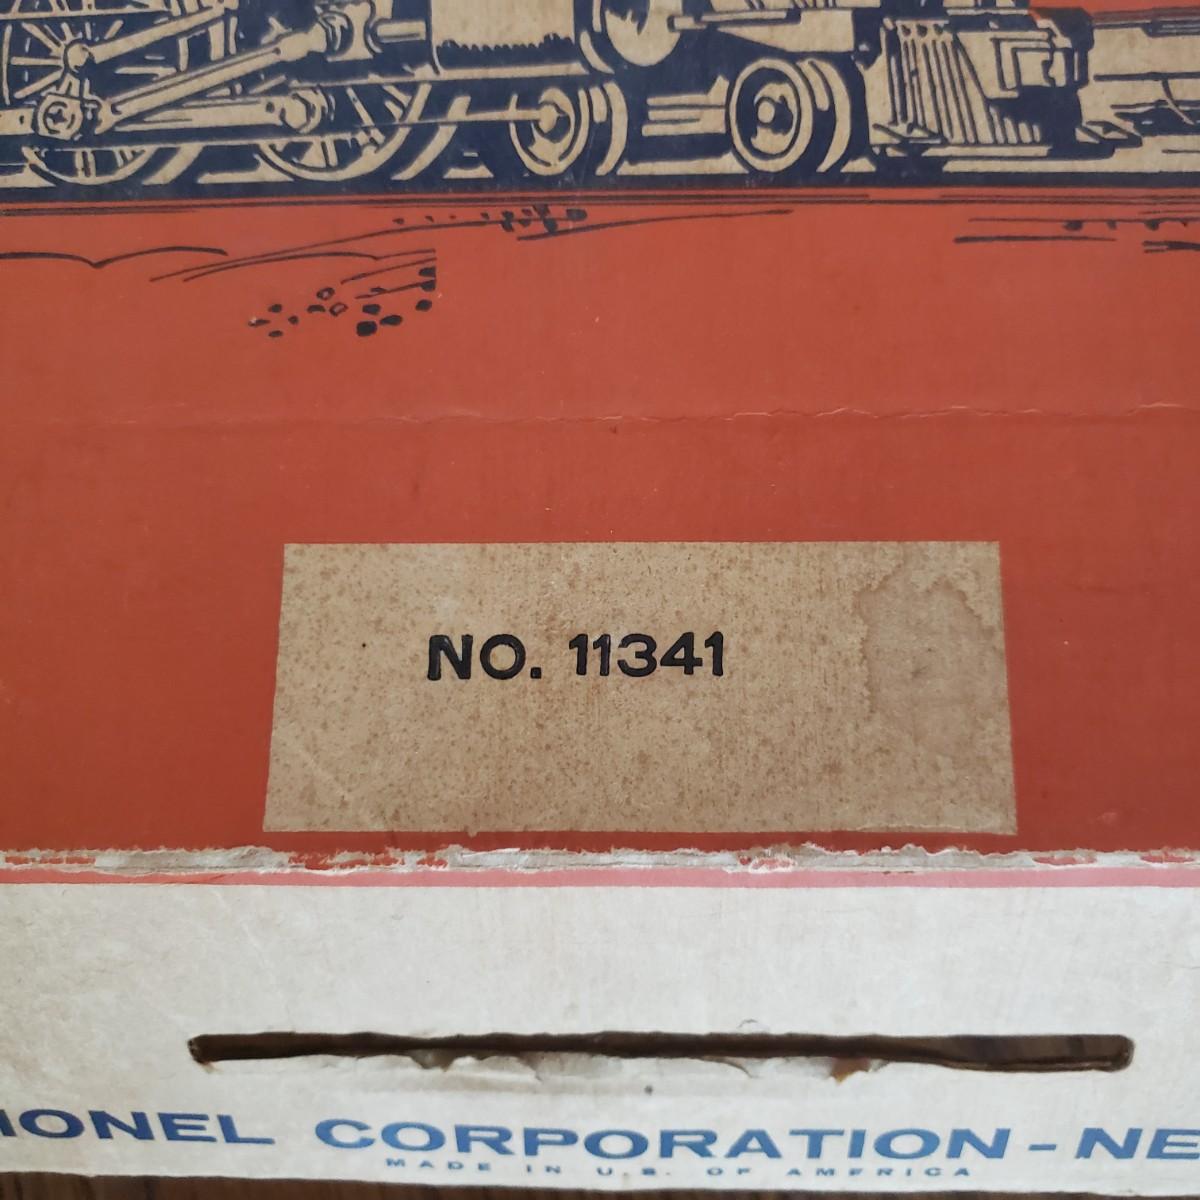 NO. 11341
IONEL CORPORATION - NE
MADE IN U.S. OF AMERICA